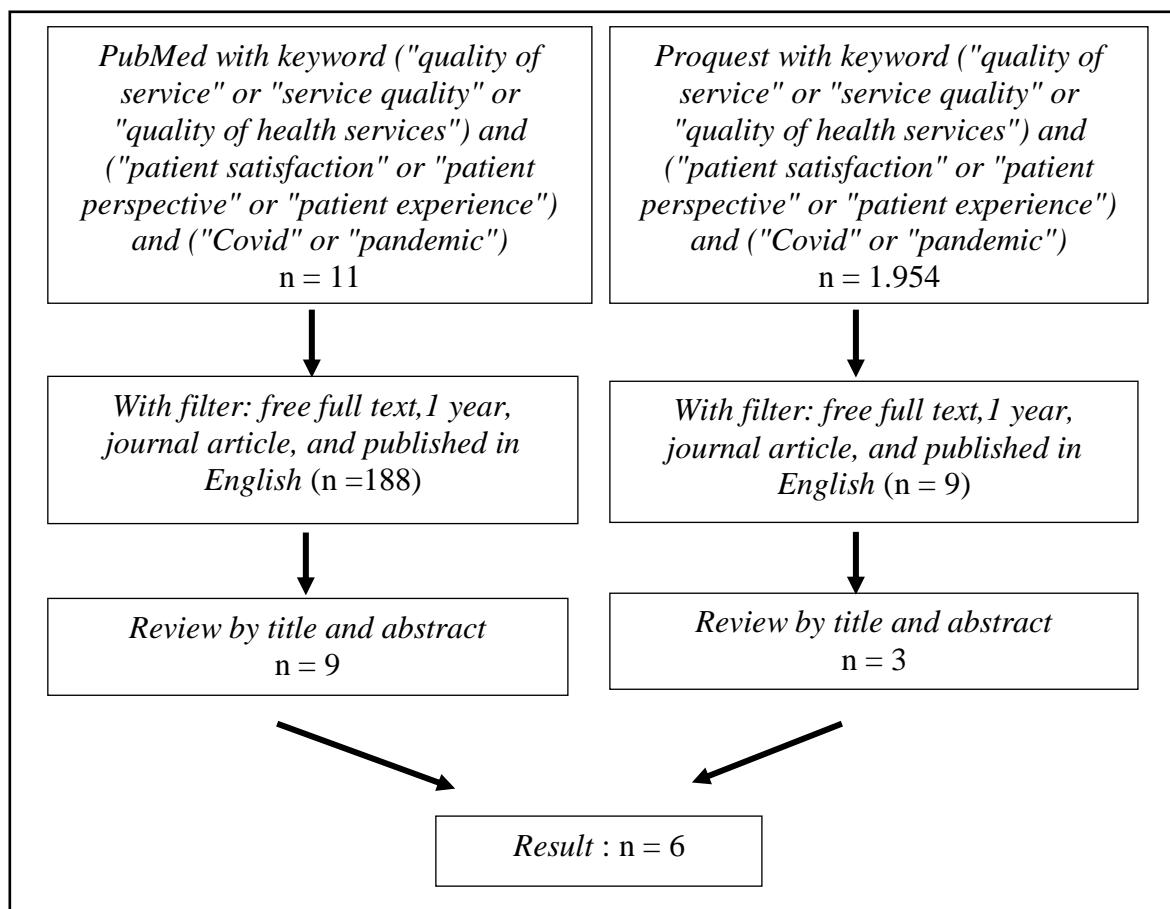 PubMed with keyword ("quality of
service" or "service quality" or
"quality of health services") and
("patient satisfaction" or "patient
perspective" or "patient experience")
and ("Covid" or "pandemic")
n = 11
Proquest with keyword ("quality of
service" or "service quality" or
"quality of health services") and
("patient satisfaction" or "patient
perspective" or "patient experience")
and ("Covid" or "pandemic")
n = 1.954
With filter: free full text,1 year,
journal article, and published in
English (n =188)
With filter: free full text,1 year,
journal article, and published in
English (n = 9)
Review by title and abstract
n = 9
Review by title and abstract
n = 3
Result : n = 6